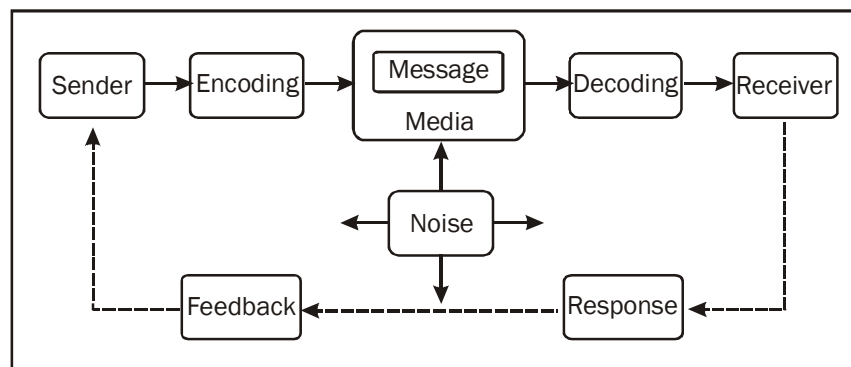 Sender
Encoding
Message
Media
Decoding
Receiver
Noise
Feedback
Response